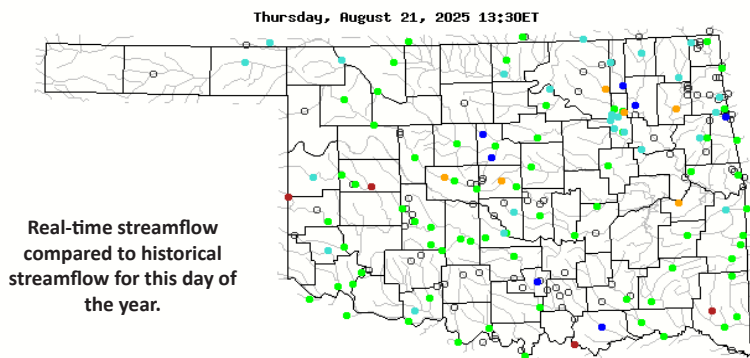 Thursday, August 21, 2025 13:30ET
Real-time streamflow
compared to historical
streamflow for this day of
the year.